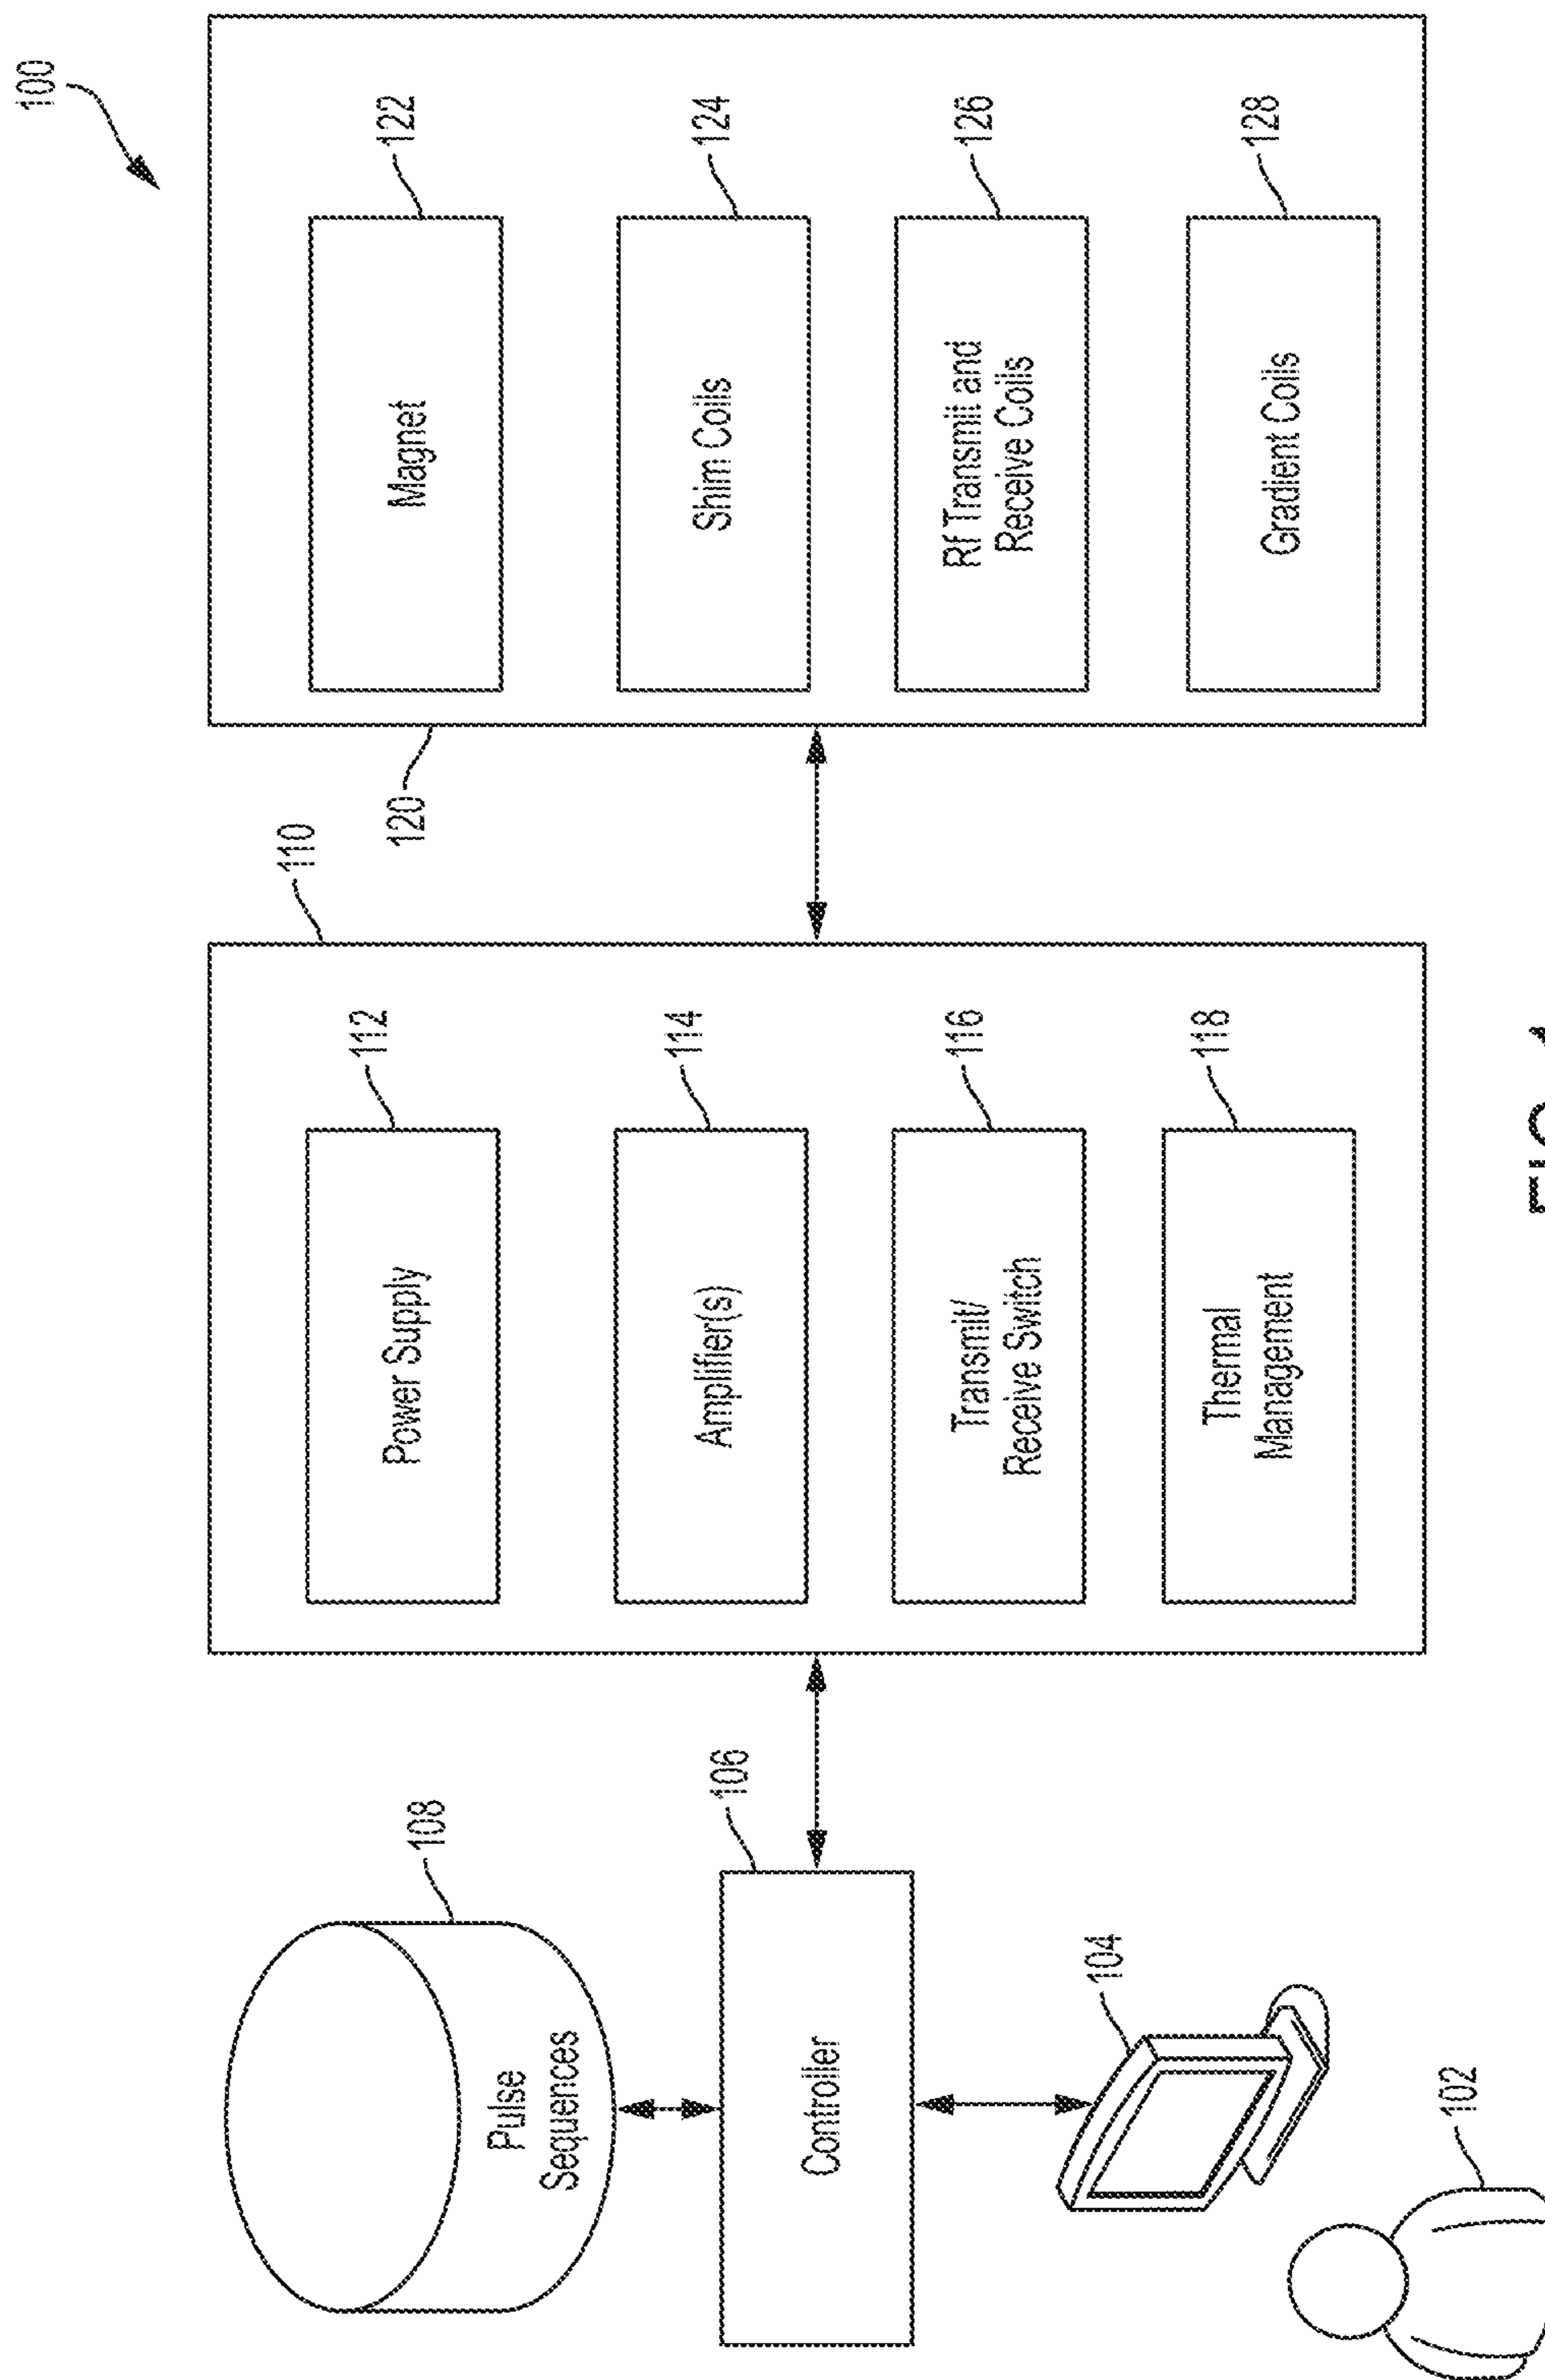 100
108
Pulse
Sequences
106
Controller
104
102
110
112
Power Supply
114
Amplifier(s)
116
Transmit/
Receive Switch
118
Thermal
Management
120
122
Magnet
124
Shim Coils
126
Rf Transmit and
Receive Coils
128
Gradient Coils